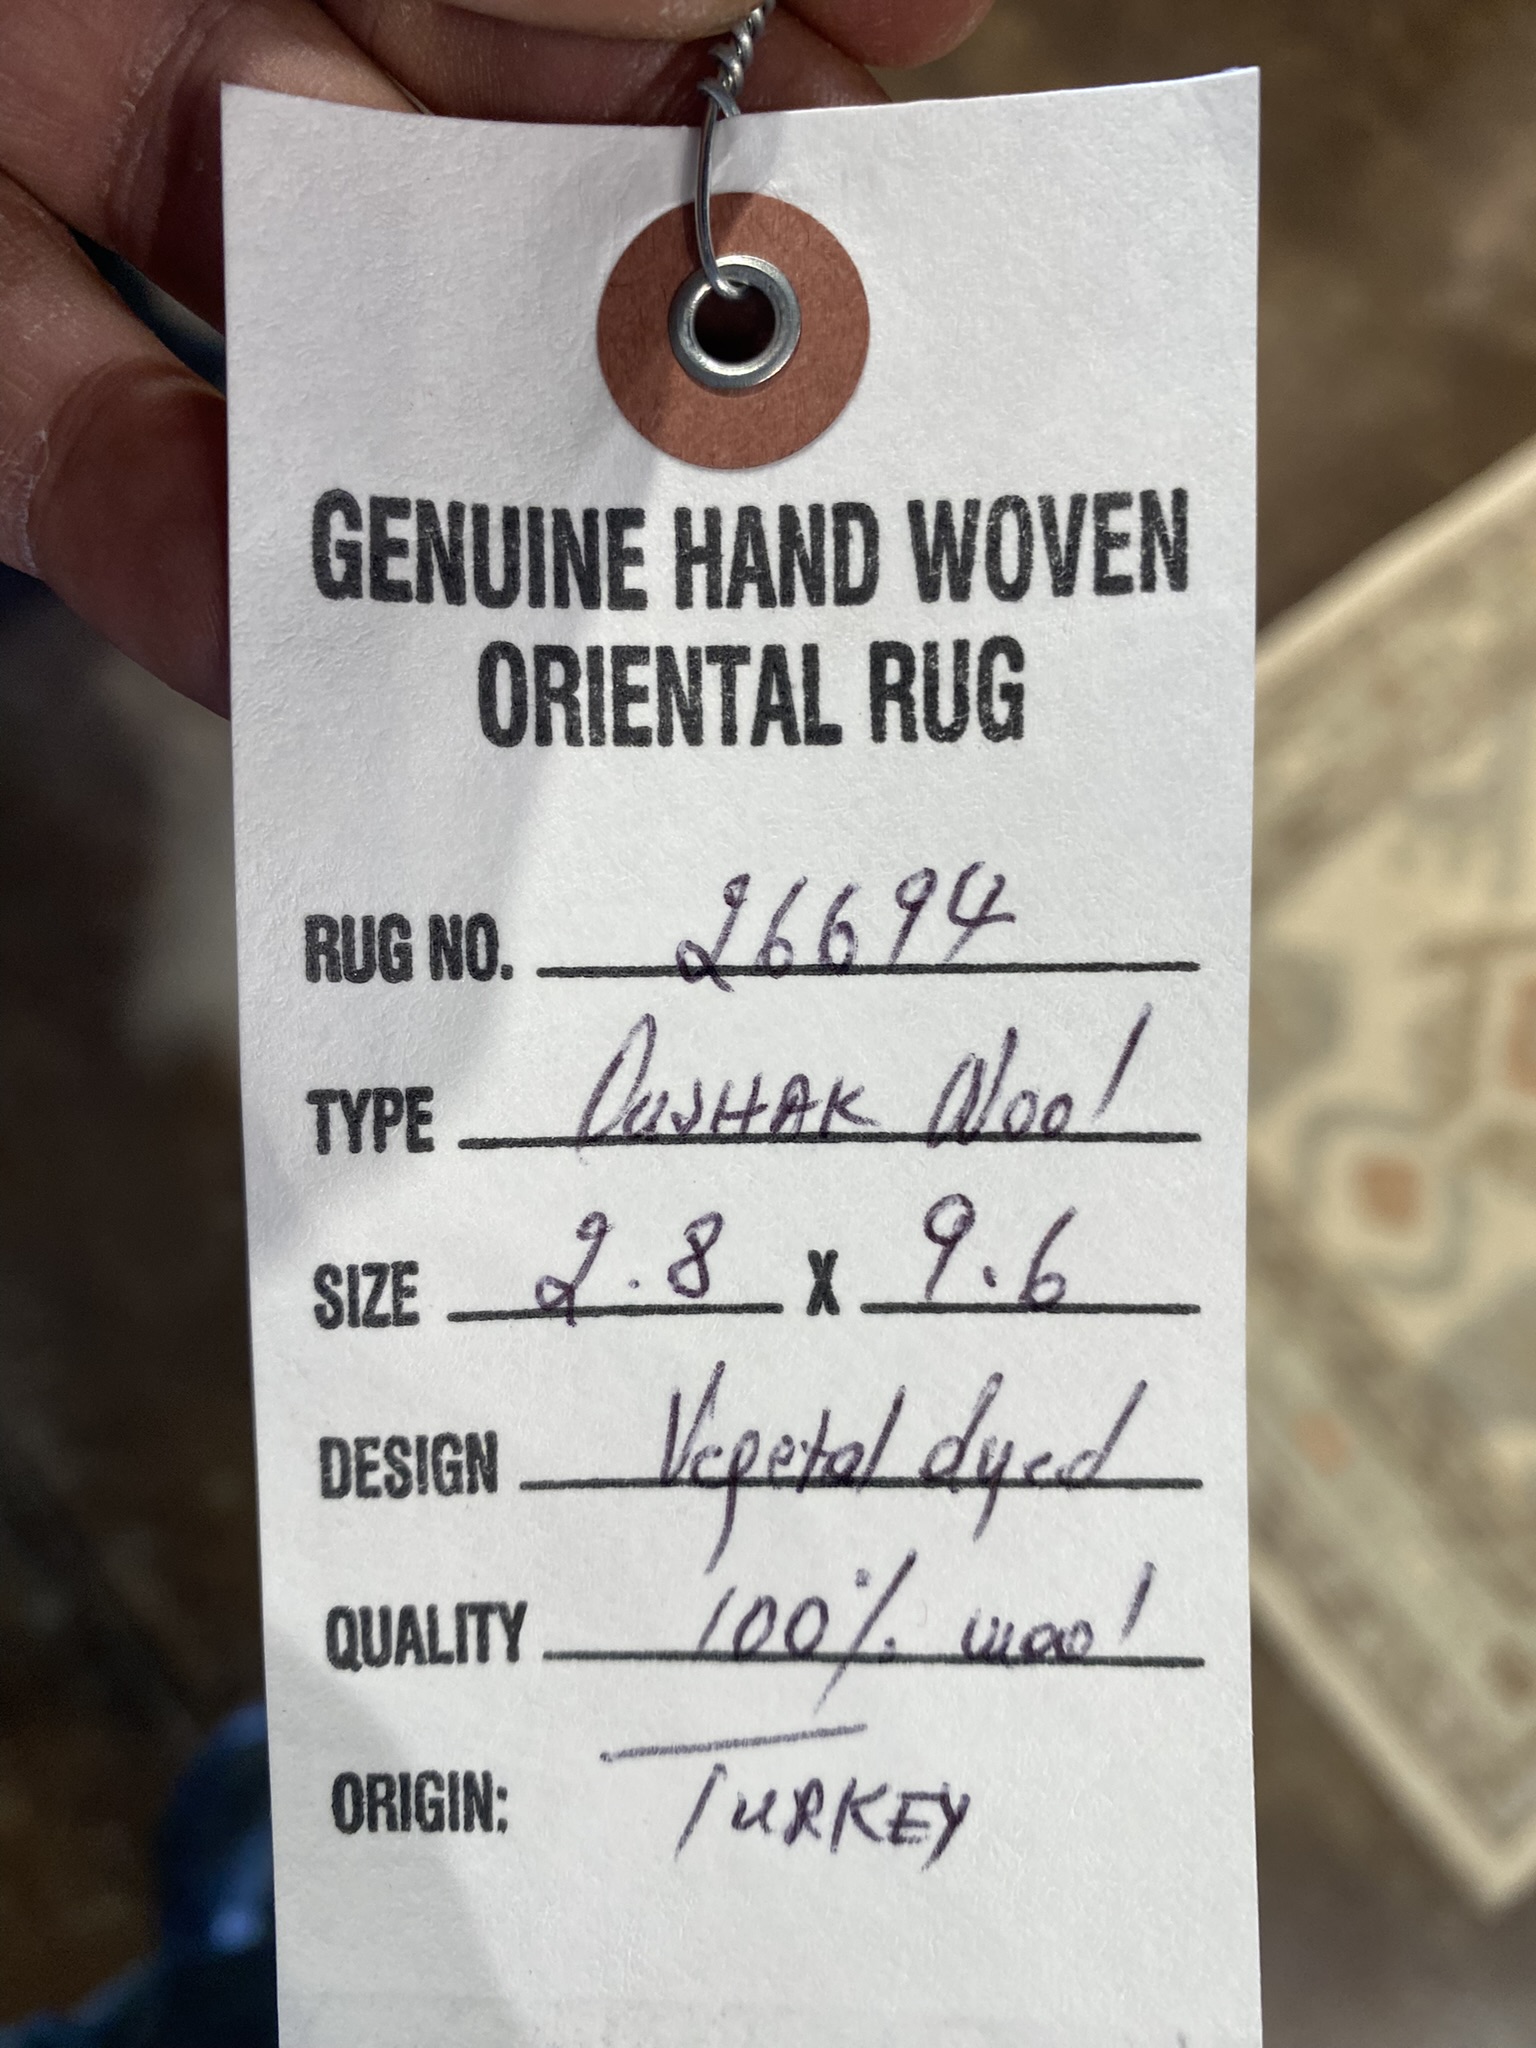 GENUINE HAND WOVEN
ORIENTAL RUG
RUG NO. 26694
TYPE OUSHAK Wool
SIZE 2.8 X 9.6
DESIGN Vegetal dyed
QUALITY 100% wool
ORIGIN: TURKEY